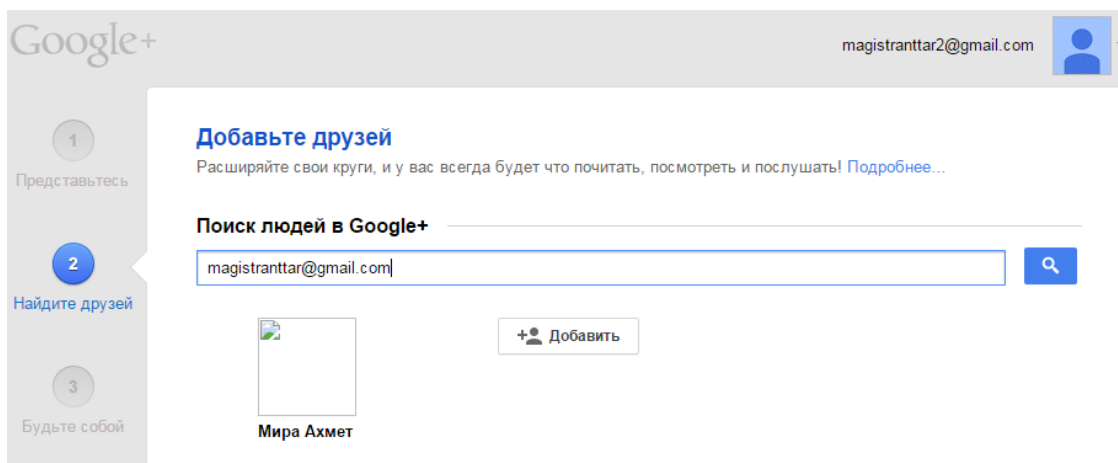 Google+
magistranttar2@gmail.com
1
Представьтесь
2
Найдите друзей
3
Будьте собой
Добавьте друзей
Расширяйте свои круги, и у вас всегда будет что почитать, посмотреть и послушать! Подробнее...
Поиск людей в Google+
magistranttar@gmail.com
Добавить
Мира Ахмет